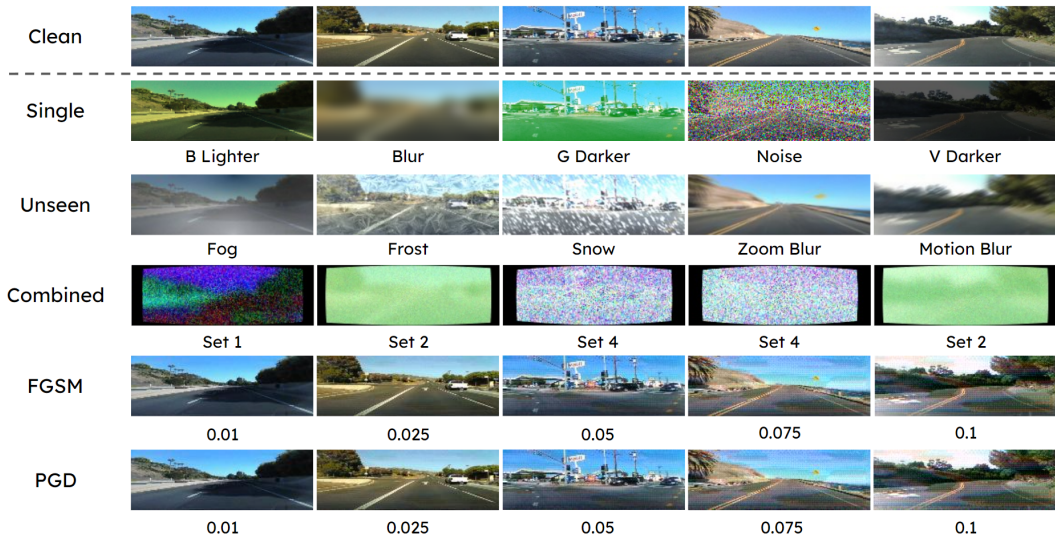 Clean
Single
B Lighter Blur G Darker Noise V Darker
Unseen
Fog Frost Snow Zoom Blur Motion Blur
Combined
Set 1 Set 2 Set 4 Set 4 Set 2
FGSM
0.01 0.025 0.05 0.075 0.1
PGD
0.01 0.025 0.05 0.075 0.1